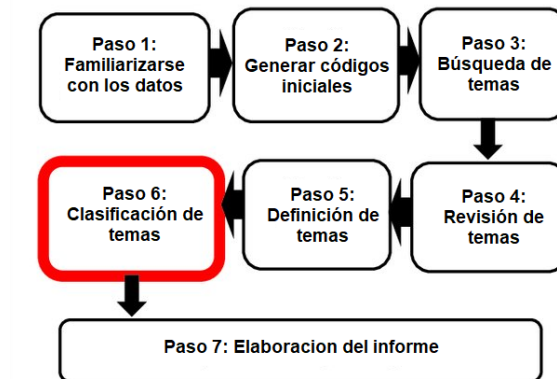 Paso 1:
Familiarizarse
con los datos
Paso 2:
Generar códigos
iniciales
Paso 3:
Búsqueda de
temas
Paso 4:
Revisión de
temas
Paso 5:
Definición de
temas
Paso 6:
Clasificación de
temas
Paso 7: Elaboracion del informe